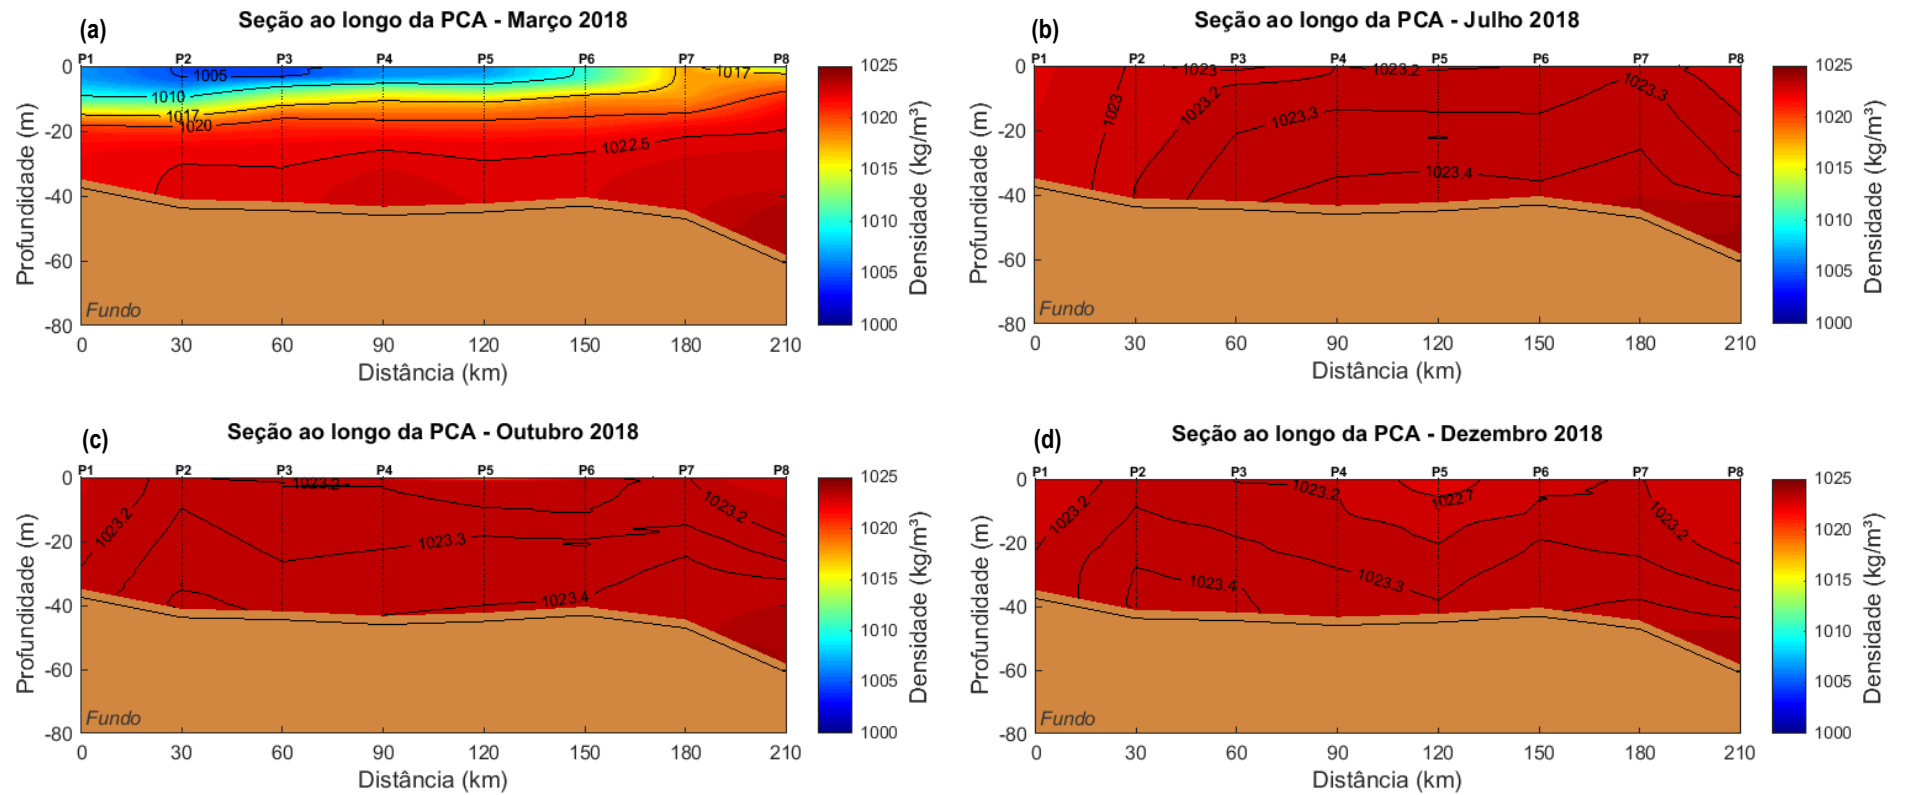 (a)
Seção ao longo da PCA - Março 2018
P1 P2 P3 P4 P5 P6 P7 P8
1005
1010
1017
1020
1022.5
1017
0
-20
-40
-60
-80
Profundidade (m)
Fundo
0 30 60 90 120 150 180 210
Distância (km)
1025
1020
1015
1010
1005
1000
Densidade (kg/m³)
(b)
Seção ao longo da PCA - Julho 2018
P1 P2 P3 P4 P5 P6 P7 P8
1023
1023.2
1023
1023.2
1023.3
1023.3
1023.4
0
-20
-40
-60
-80
Profundidade (m)
Fundo
0 30 60 90 120 150 180 210
Distância (km)
1025
1020
1015
1010
1005
1000
Densidade (kg/m³)
(c)
Seção ao longo da PCA - Outubro 2018
P1 P2 P3 P4 P5 P6 P7 P8
1023.2
1023.2
1023.2
1023.3
1023.4
0
-20
-40
-60
-80
Profundidade (m)
Fundo
0 30 60 90 120 150 180 210
Distância (km)
1025
1020
1015
1010
1005
1000
Densidade (kg/m³)
(d)
Seção ao longo da PCA - Dezembro 2018
P1 P2 P3 P4 P5 P6 P7 P8
1023.2
1023.2
1022.7
1023.2
1023.4
1023.3
0
-20
-40
-60
-80
Profundidade (m)
Fundo
0 30 60 90 120 150 180 210
Distância (km)
1025
1020
1015
1010
1005
1000
Densidade (kg/m³)